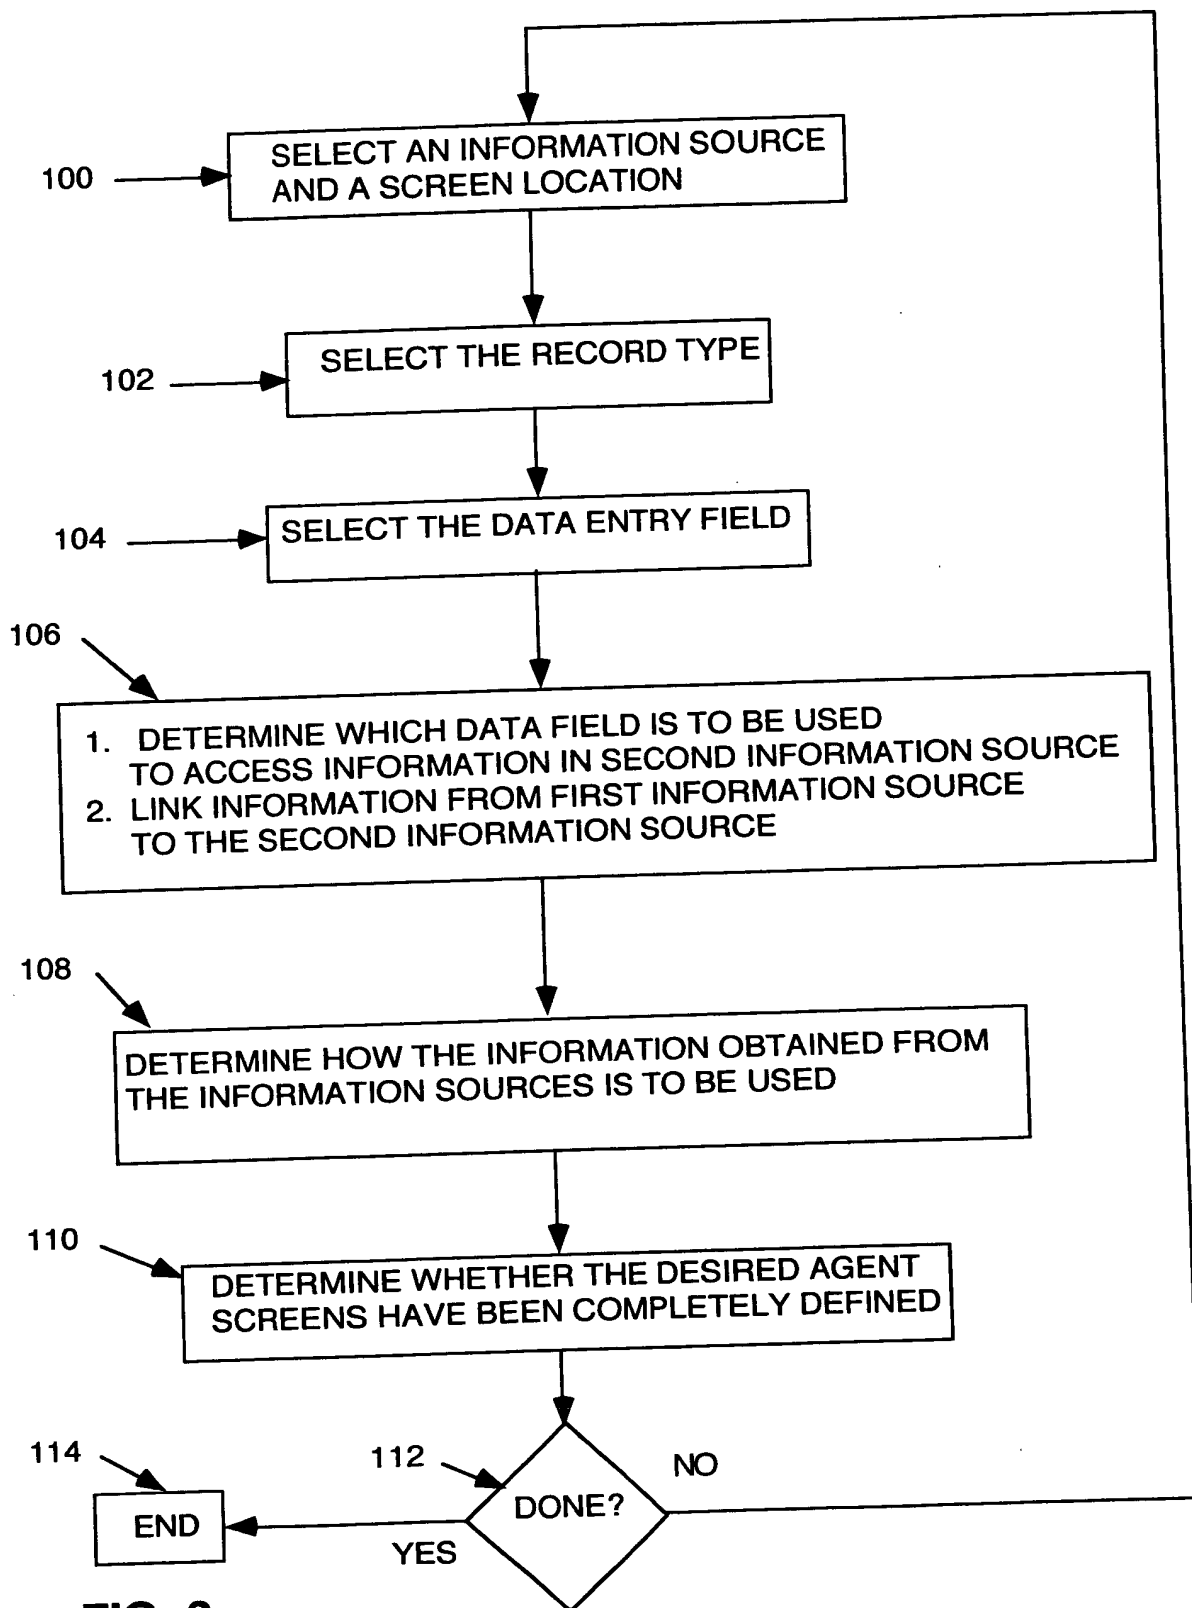 100
SELECT AN INFORMATION SOURCE
AND A SCREEN LOCATION
102
SELECT THE RECORD TYPE
104
SELECT THE DATA ENTRY FIELD
106
1. DETERMINE WHICH DATA FIELD IS TO BE USED
TO ACCESS INFORMATION IN SECOND INFORMATION SOURCE
2. LINK INFORMATION FROM FIRST INFORMATION SOURCE
TO THE SECOND INFORMATION SOURCE
108
DETERMINE HOW THE INFORMATION OBTAINED FROM
THE INFORMATION SOURCES IS TO BE USED
110
DETERMINE WHETHER THE DESIRED AGENT
SCREENS HAVE BEEN COMPLETELY DEFINED
114
112
NO
DONE?
END
YES
FIG.